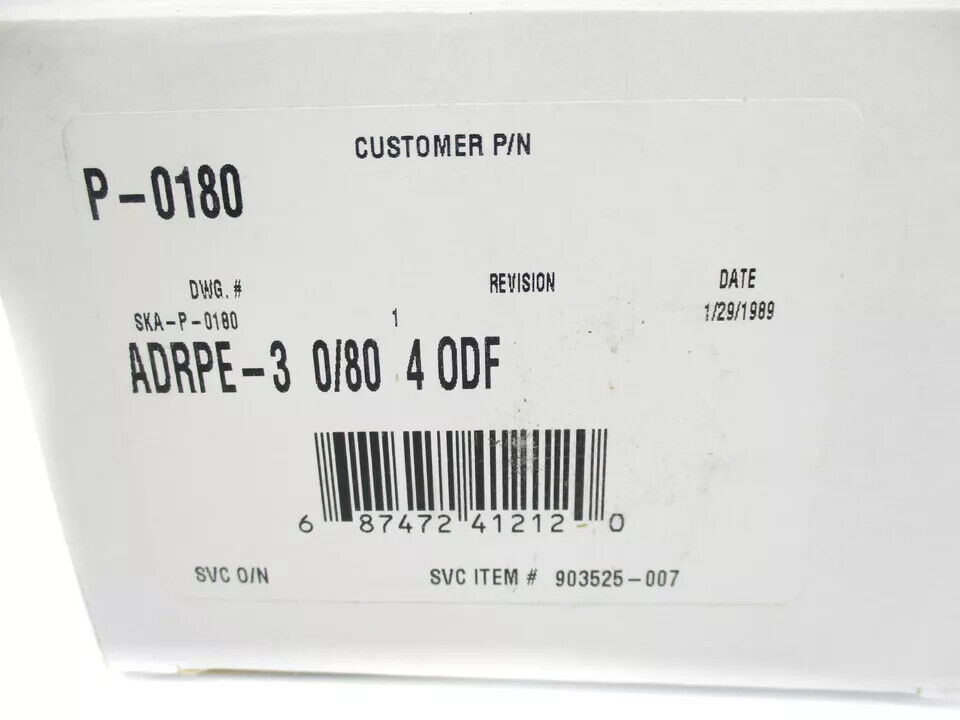 CUSTOMER P/N
P-0180
DWG. # REVISION DATE
SKA-P-0180 1 1/29/1989
ADRPE-3 0/80 4 ODF
6 87472 41212 0
SVC O/N SVC ITEM # 903525-007